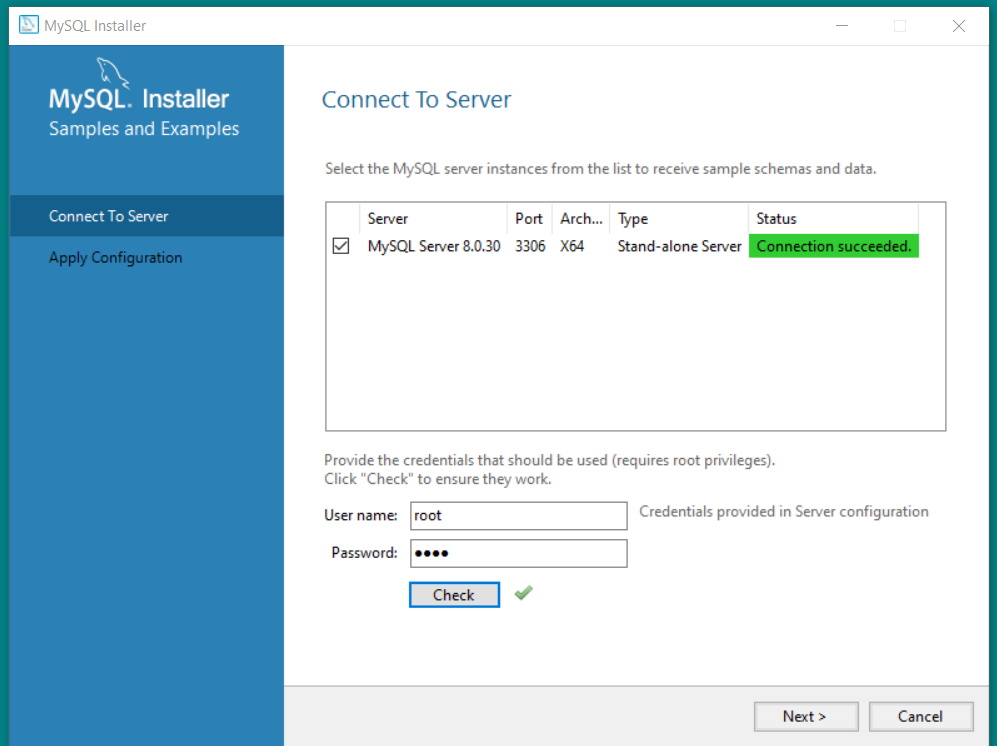 MySQL Installer
MySQL. Installer
Samples and Examples
Connect To Server
Apply Configuration
Connect To Server
Select the MySQL server instances from the list to receive sample schemas and data.
Server Port Arch... Type Status
MySQL Server 8.0.30 3306 X64 Stand-alone Server Connection succeeded.
Provide the credentials that should be used (requires root privileges).
Click "Check" to ensure they work.
User name: root Credentials provided in Server configuration
Password: ●●●●
Check
Next > Cancel